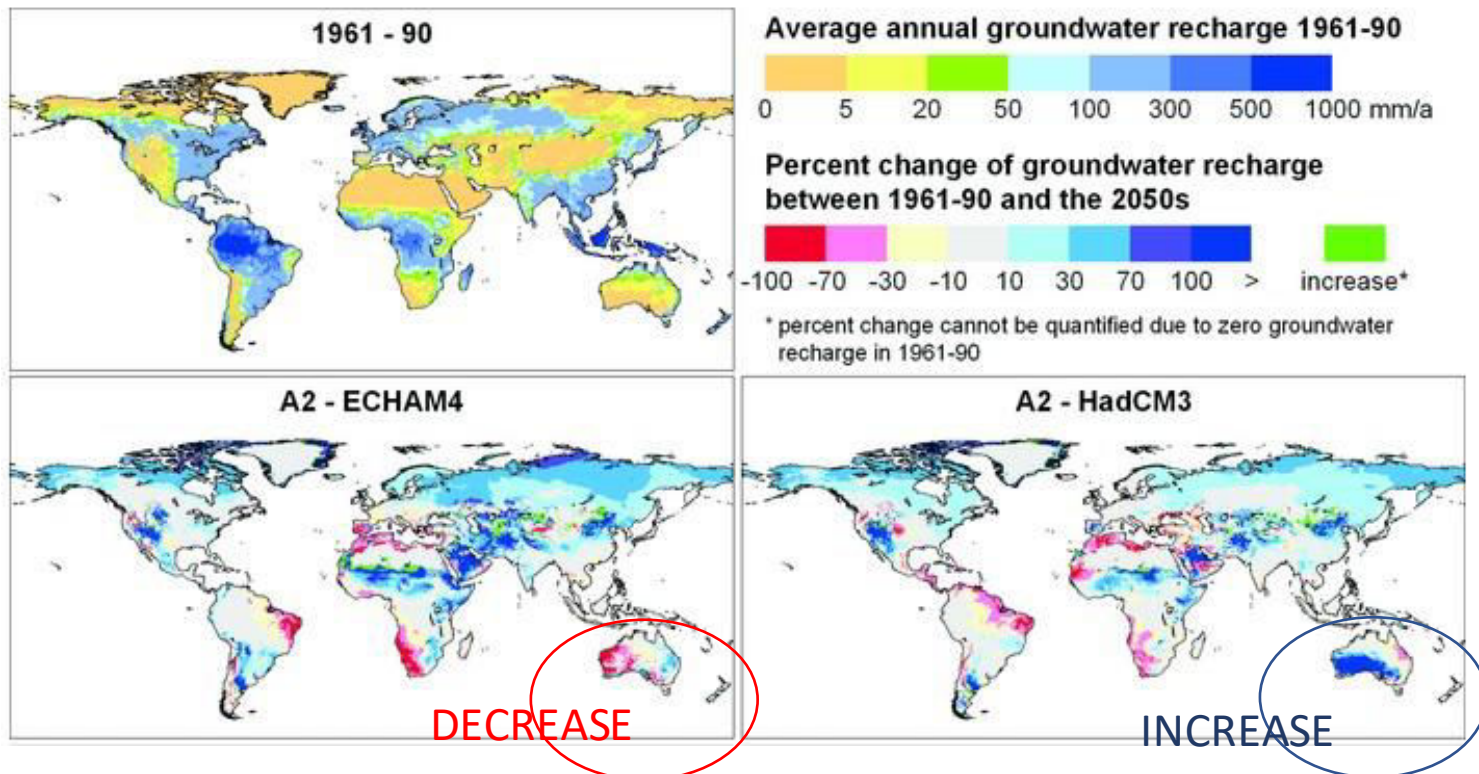 1961 - 90
Average annual groundwater recharge 1961-90
0 5 20 50 100 300 500 1000 mm/a
Percent change of groundwater recharge
between 1961-90 and the 2050s
-100 -70 -30 -10 10 30 70 100 > increase*
* percent change cannot be quantified due to zero groundwater
recharge in 1961-90
A2 - ECHAM4
A2 - HadCM3
DECREASE
INCREASE